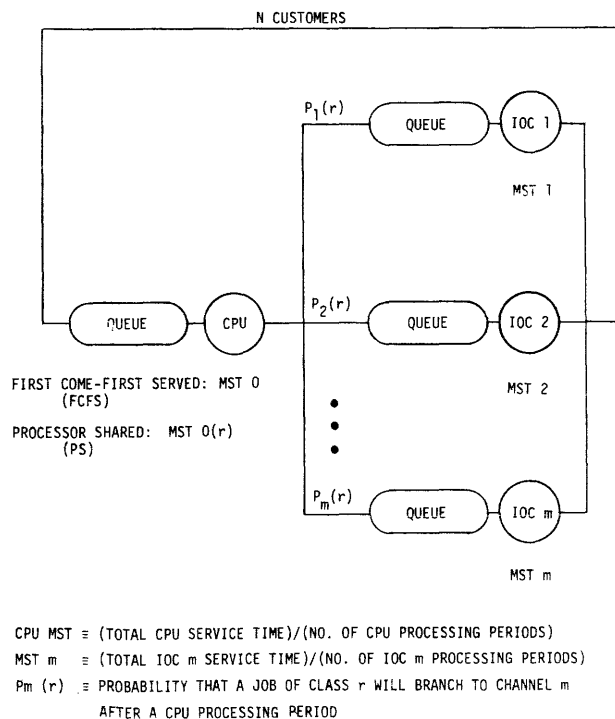 N CUSTOMERS
P1(r)
QUEUE
IOC 1
MST 1
QUEUE
CPU
P2(r)
QUEUE
IOC 2
MST 2
FIRST COME-FIRST SERVED: MST 0
(FCFS)
PROCESSOR SHARED: MST 0(r)
(PS)
Pm(r)
QUEUE
IOC m
MST m
CPU MST ≡ (TOTAL CPU SERVICE TIME)/(NO. OF CPU PROCESSING PERIODS)
MST m ≡ (TOTAL IOC m SERVICE TIME)/(NO. OF IOC m PROCESSING PERIODS)
Pm (r) ≡ PROBABILITY THAT A JOB OF CLASS r WILL BRANCH TO CHANNEL m
AFTER A CPU PROCESSING PERIOD